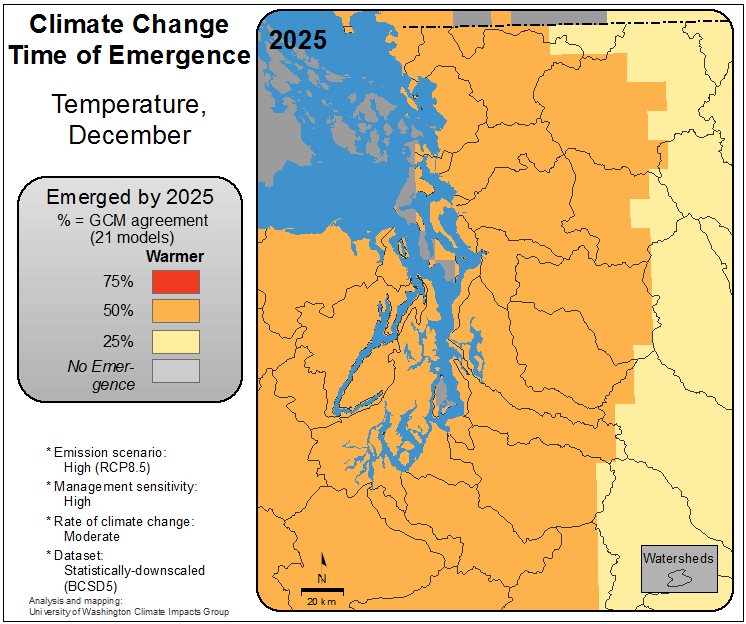 Climate Change
Time of Emergence
Temperature,
December
Emerged by 2025
% = GCM agreement
(21 models)
Warmer
75%
50%
25%
No Emer-
gence
* Emission scenario:
High (RCP8.5)
* Management sensitivity:
High
* Rate of climate change:
Moderate
* Dataset:
Statistically-downscaled
(BCSD5)
Analysis and mapping:
University of Washington Climate Impacts Group
2025
N
20 km
Watersheds